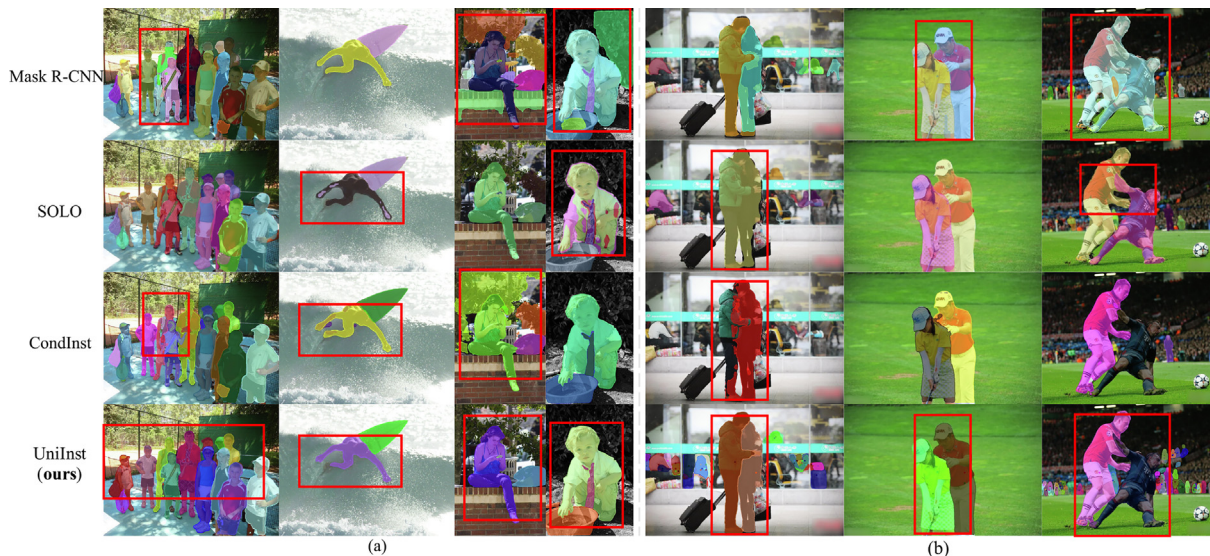 Mask R-CNN
SOLO
CondInst
UniInst
(ours)
(a)
(b)